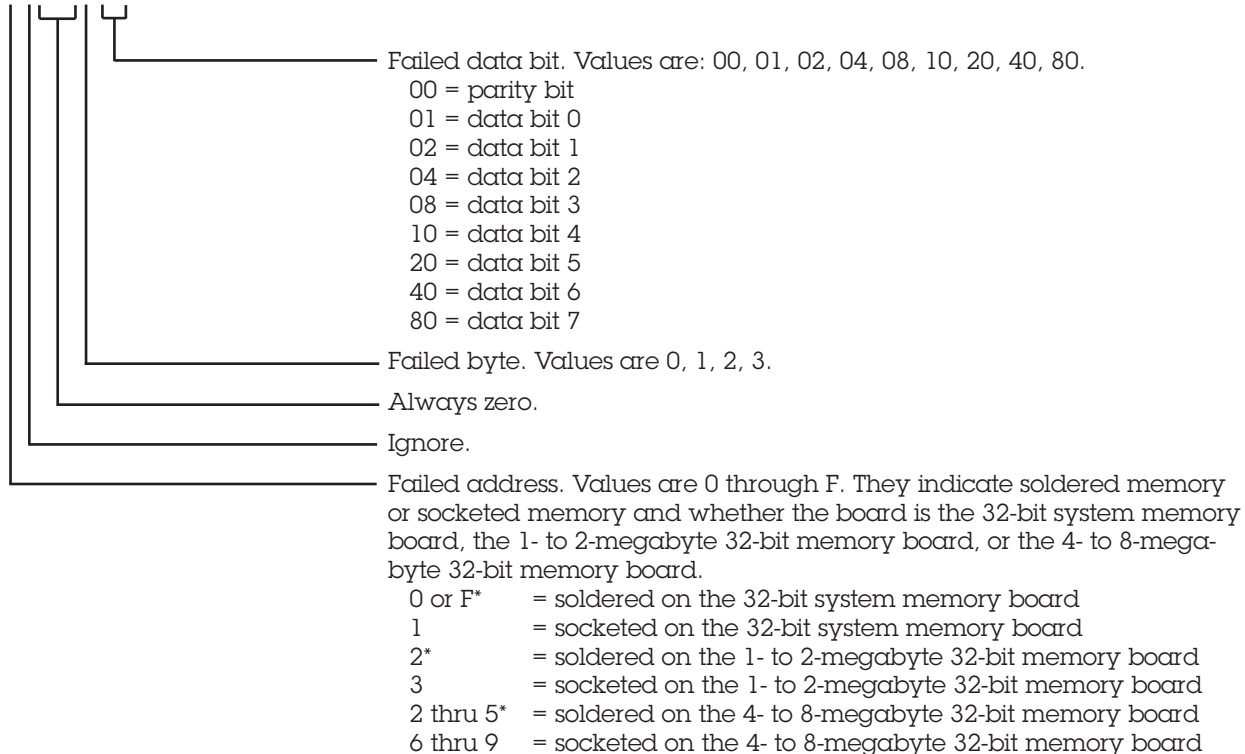 Failed data bit. Values are: 00, 01, 02, 04, 08, 10, 20, 40, 80.
00 = parity bit
01 = data bit 0
02 = data bit 1
04 = data bit 2
08 = data bit 3
10 = data bit 4
20 = data bit 5
40 = data bit 6
80 = data bit 7
Failed byte. Values are 0, 1, 2, 3.
Always zero.
Ignore.
Failed address. Values are 0 through F. They indicate soldered memory
or socketed memory and whether the board is the 32-bit system memory
board, the 1- to 2-megabyte 32-bit memory board, or the 4- to 8-mega-
byte 32-bit memory board.
0 or F* = soldered on the 32-bit system memory board
1 = socketed on the 32-bit system memory board
2* = soldered on the 1- to 2-megabyte 32-bit memory board
3 = socketed on the 1- to 2-megabyte 32-bit memory board
2 thru 5* = soldered on the 4- to 8-megabyte 32-bit memory board
6 thru 9 = socketed on the 4- to 8-megabyte 32-bit memory board